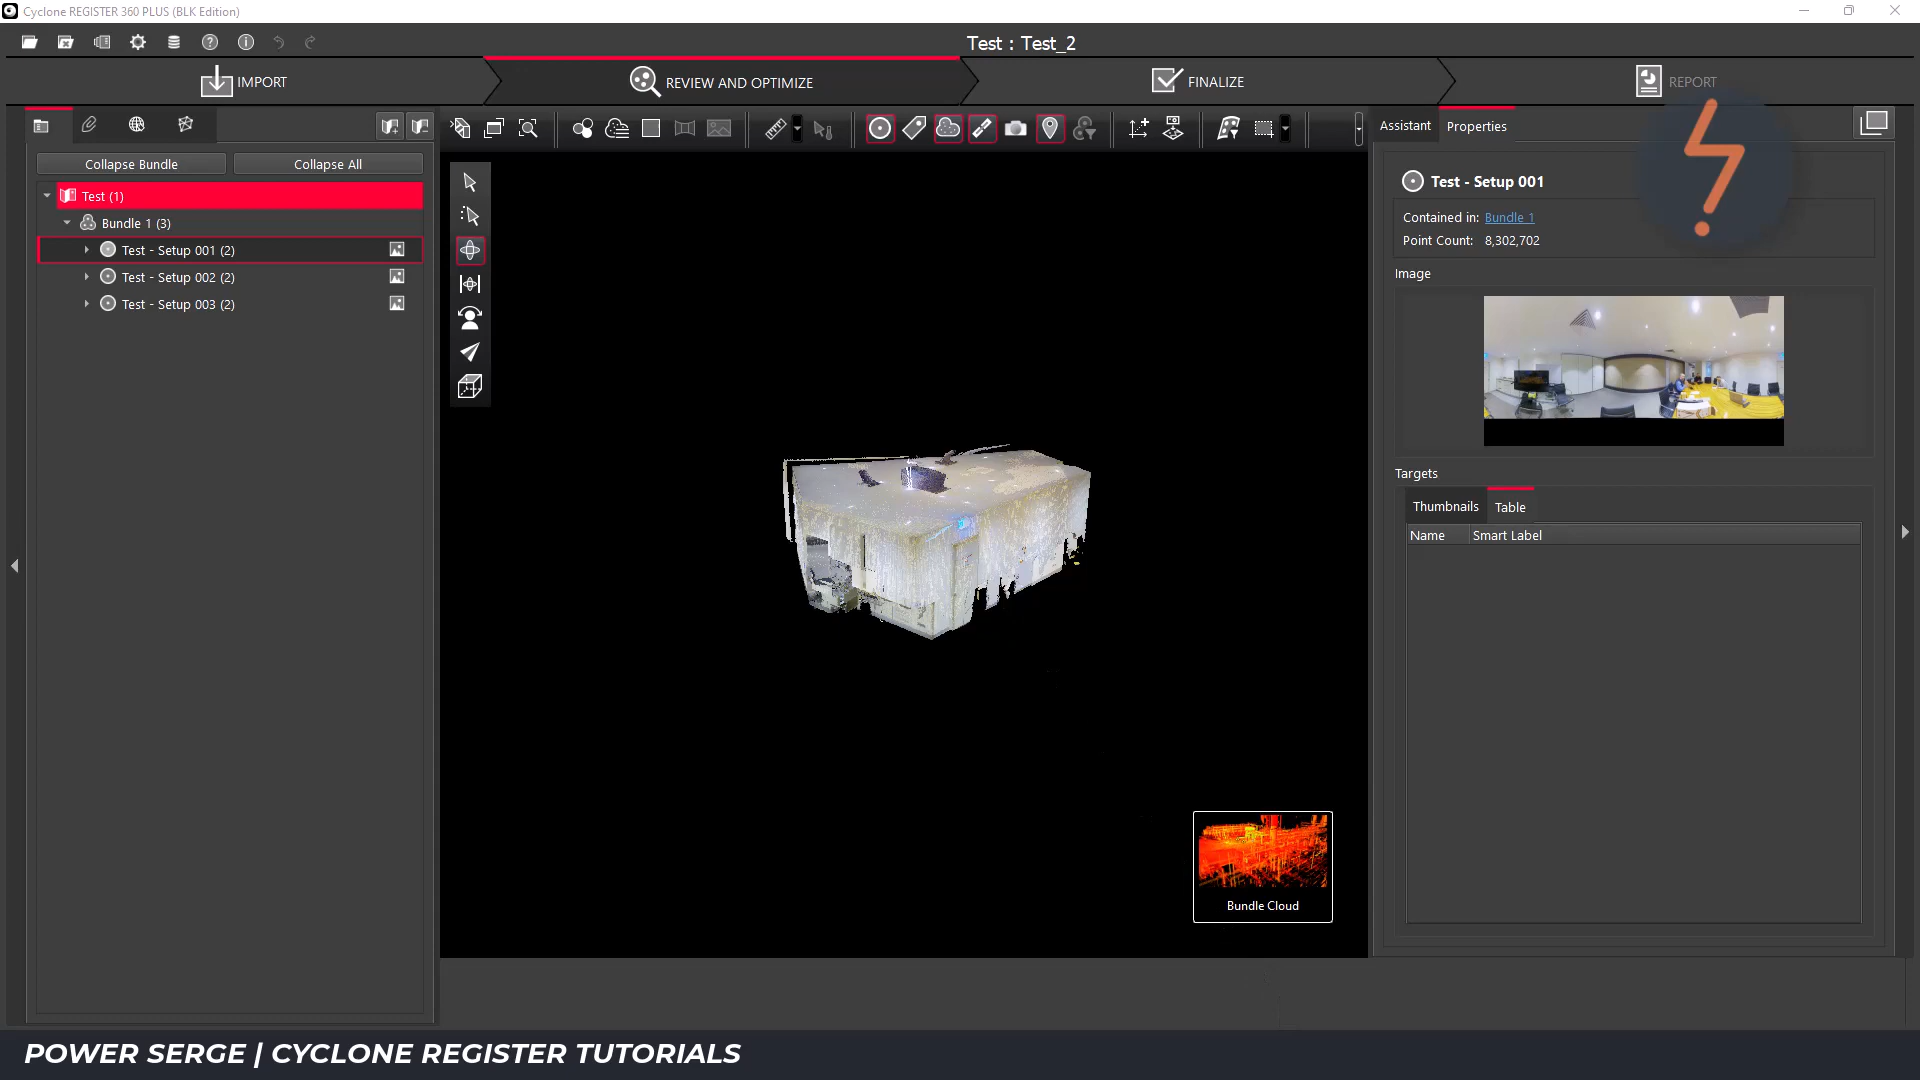 Cyclone REGISTER 360 PLUS (BLK Edition)
Test : Test_2
IMPORT
REVIEW AND OPTIMIZE
FINALIZE
REPORT
Collapse Bundle
Collapse All
Test (1)
Bundle 1 (3)
Test - Setup 001 (2)
Test - Setup 002 (2)
Test - Setup 003 (2)
Bundle Cloud
Assistant
Properties
Test - Setup 001
Contained in: Bundle 1
Point Count: 8,302,702
Image
Targets
Thumbnails
Table
Name
Smart Label
POWER SERGE | CYCLONE REGISTER TUTORIALS